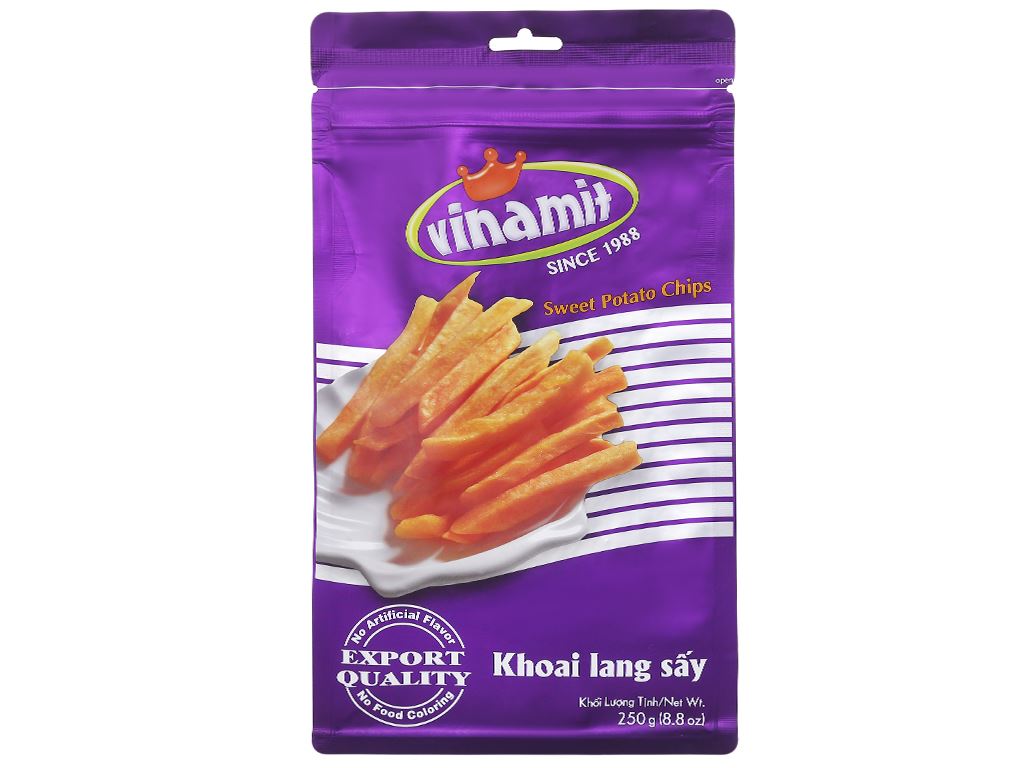 open
vinamit
SINCE 1988
Sweet Potato Chips
No Artificial Flavor
EXPORT
QUALITY
No Food Coloring
Khoai lang sấy
Khối Lượng Tịnh/Net Wt.
250 g (8.8 oz)